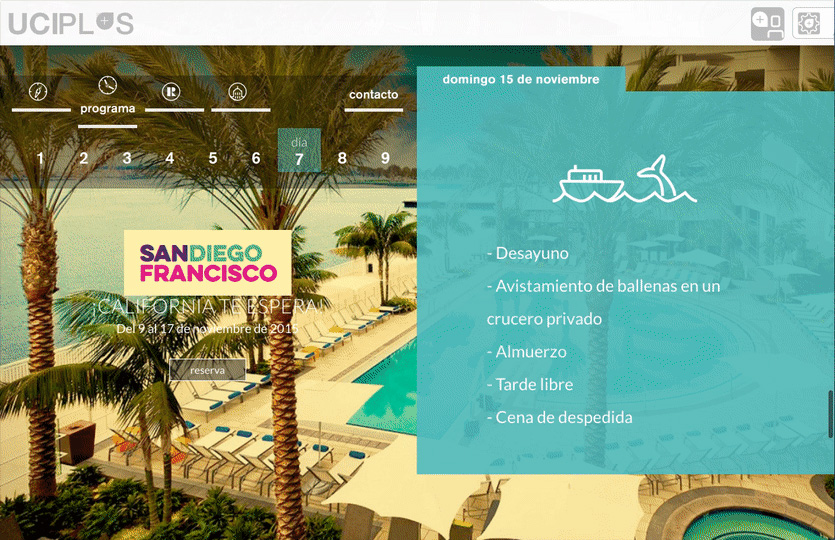 UCIPLUS
programa
contacto
día
1 2 3 4 5 6 7 8 9
SANDIEGO
FRANCISCO
¡CALIFORNIA TE ESPERA!
Del 9 al 17 de noviembre de 2015
reserva
domingo 15 de noviembre
- Desayuno
- Avistamiento de ballenas en un
crucero privado
- Almuerzo
- Tarde libre
- Cena de despedida